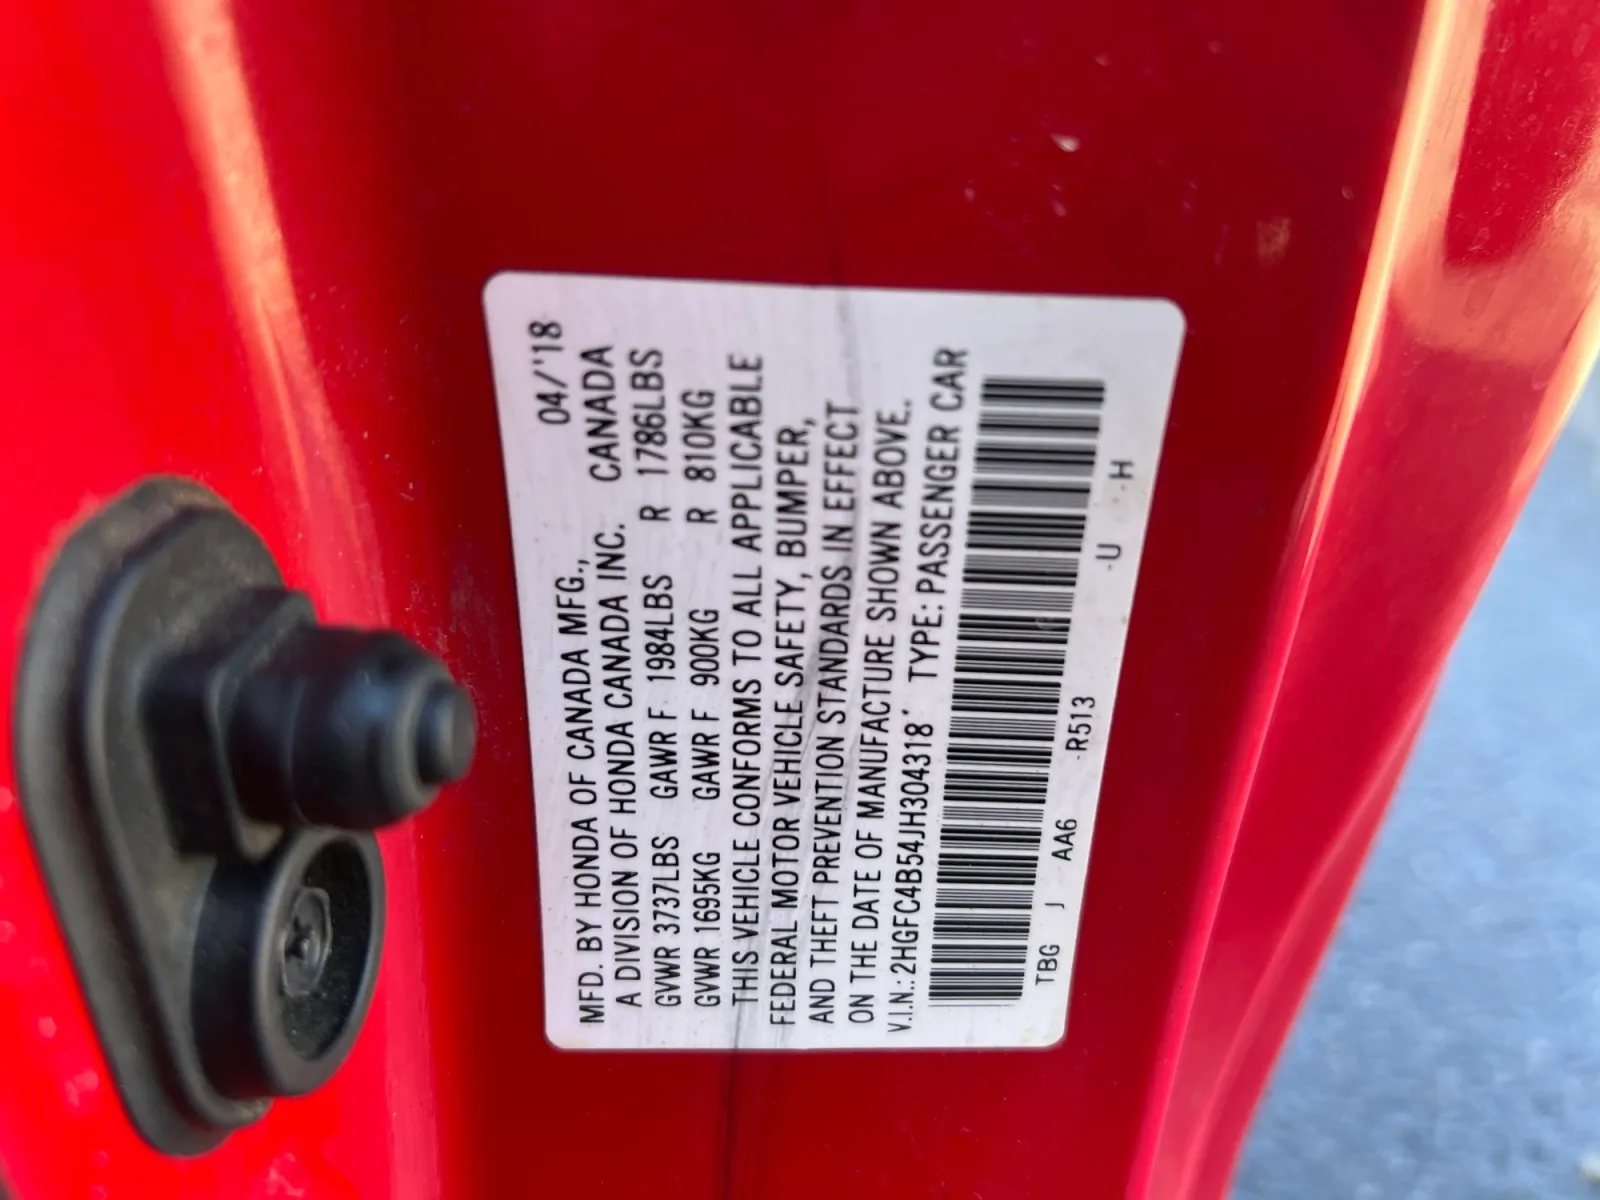 04/'18
MFD. BY HONDA OF CANADA MFG.,
A DIVISION OF HONDA CANADA INC. CANADA
GVWR 3737LBS GAWR F 1984LBS R 1786LBS
GVWR 1695KG GAWR F 900KG R 810KG
THIS VEHICLE CONFORMS TO ALL APPLICABLE
FEDERAL MOTOR VEHICLE SAFETY, BUMPER,
AND THEFT PREVENTION STANDARDS IN EFFECT
ON THE DATE OF MANUFACTURE SHOWN ABOVE.
V.I.N.: 2HGFC4B54JH304318 TYPE: PASSENGER CAR
TBG J AA6 -R513 -U -H